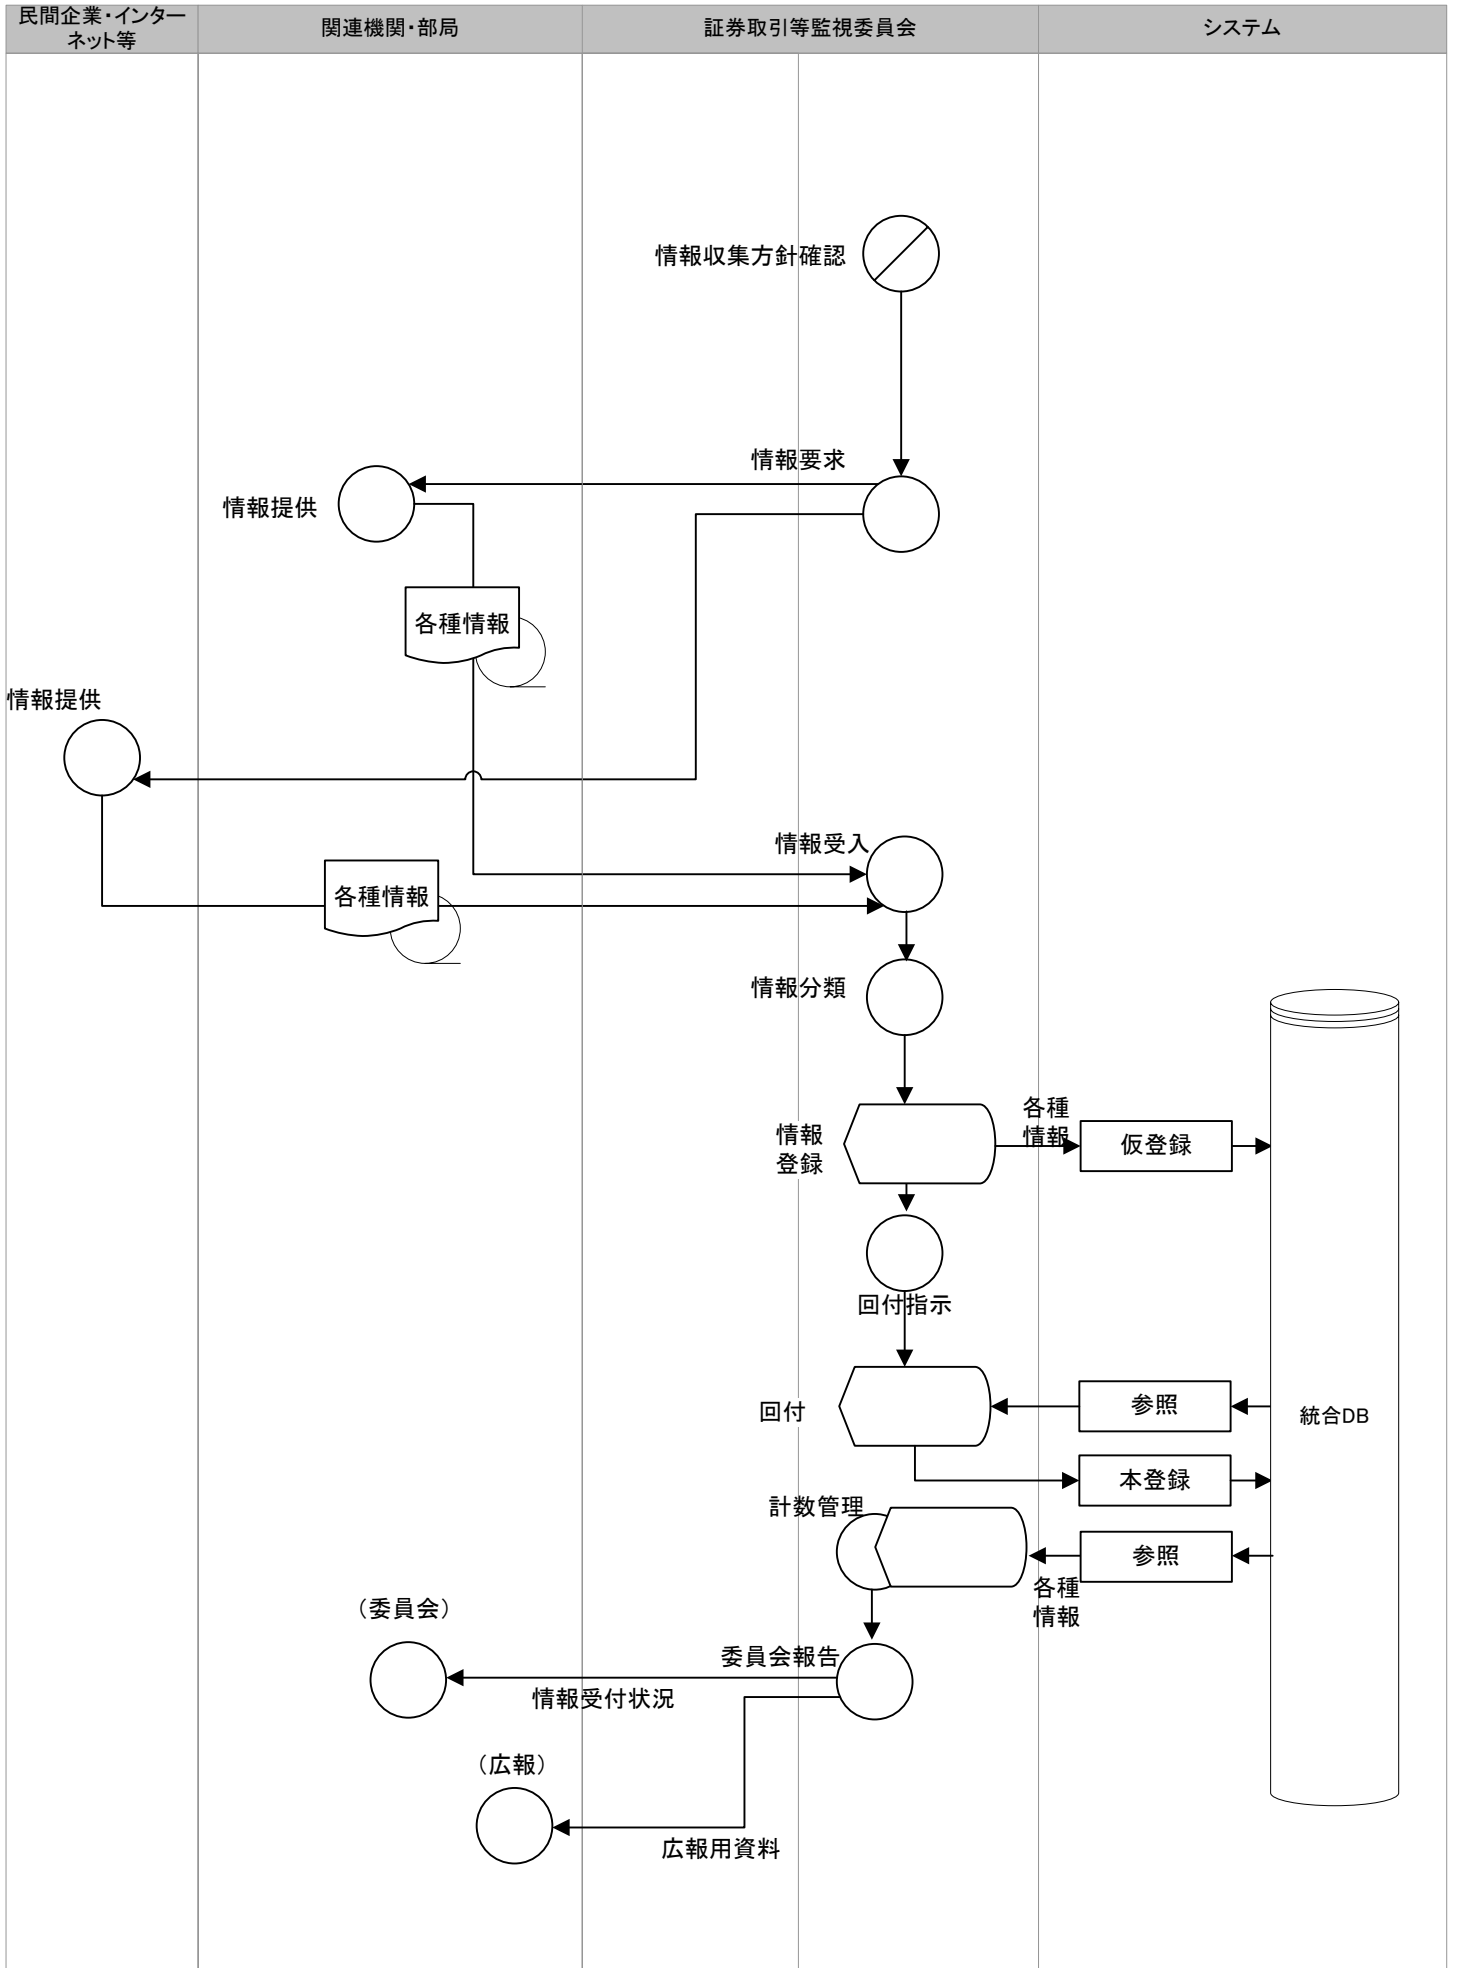 民間企業・インター
ネット等
関連機関・部局
証券取引等監視委員会
システム
情報収集方針確認
情報要求
情報提供
各種情報
情報提供
情報受入
各種情報
情報分類
各種
情報
情報
登録
仮登録
回付指示
回付
参照
統合DB
本登録
計数管理
参照
各種
情報
（委員会）
委員会報告
情報受付状況
（広報）
広報用資料